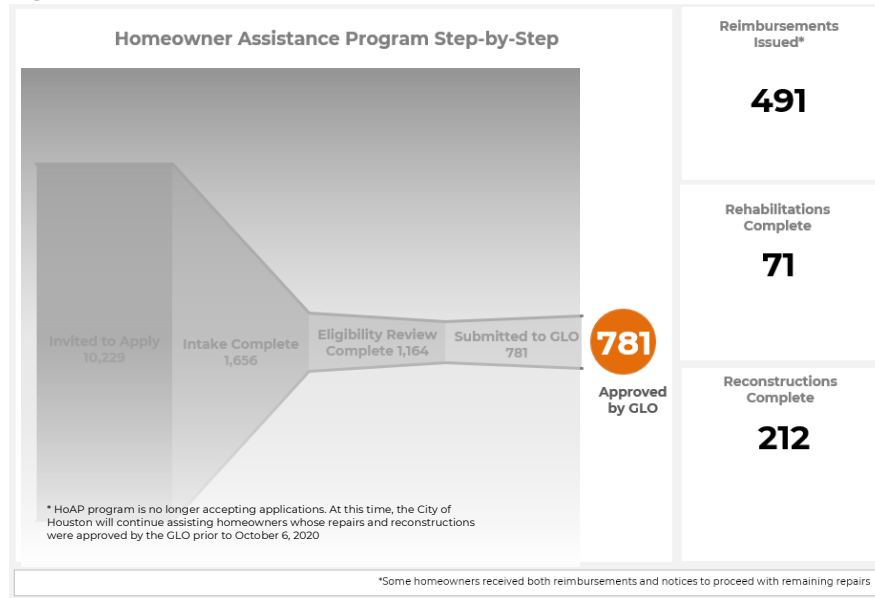 Homeowner Assistance Program Step-by-Step
Invited to Apply
10,229
Intake Complete
1,656
Eligibility Review
Complete 1,164
Submitted to GLO
781
781
Approved
by GLO
* HoAP program is no longer accepting applications. At this time, the City of
Houston will continue assisting homeowners whose repairs and reconstructions
were approved by the GLO prior to October 6, 2020
Reimbursements
Issued*
491
Rehabilitations
Complete
71
Reconstructions
Complete
212
*Some homeowners received both reimbursements and notices to proceed with remaining repairs